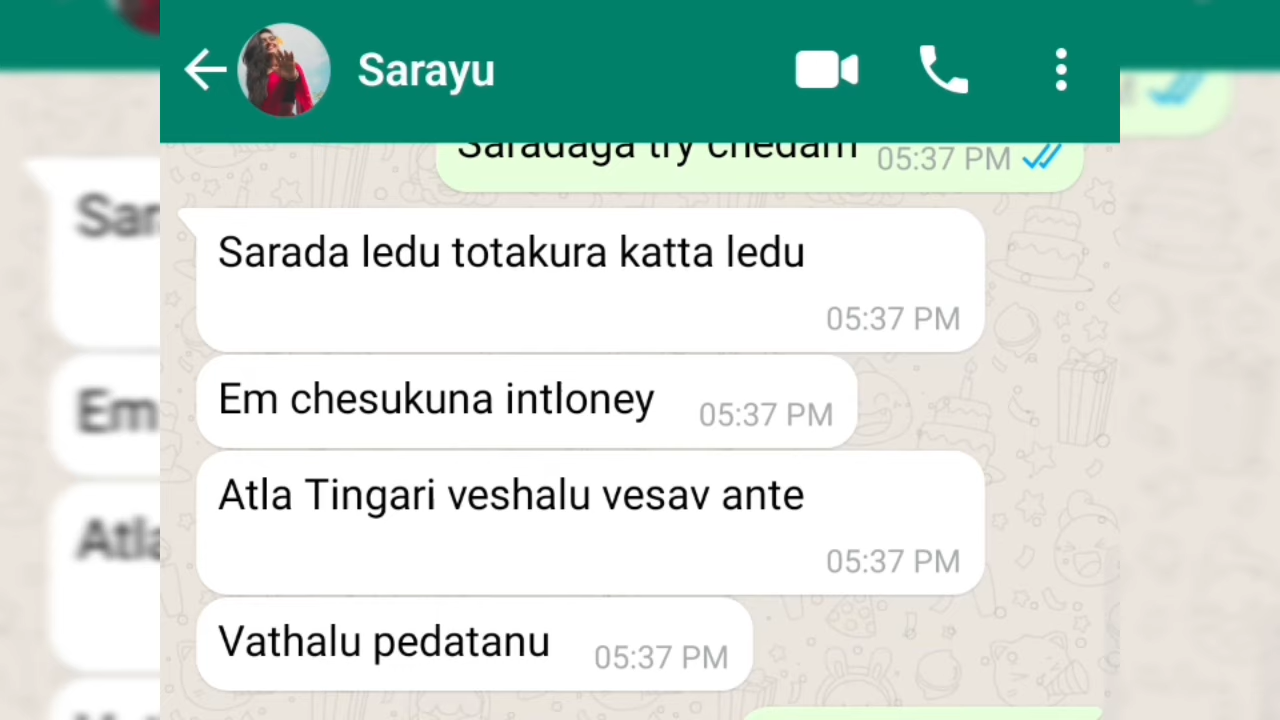 Sarayu
Saradaga try chedam 05:37 PM
Sarada ledu totakura katta ledu
05:37 PM
Em chesukuna intloney 05:37 PM
Atla Tingari veshalu vesav ante
05:37 PM
Vathalu pedatanu 05:37 PM